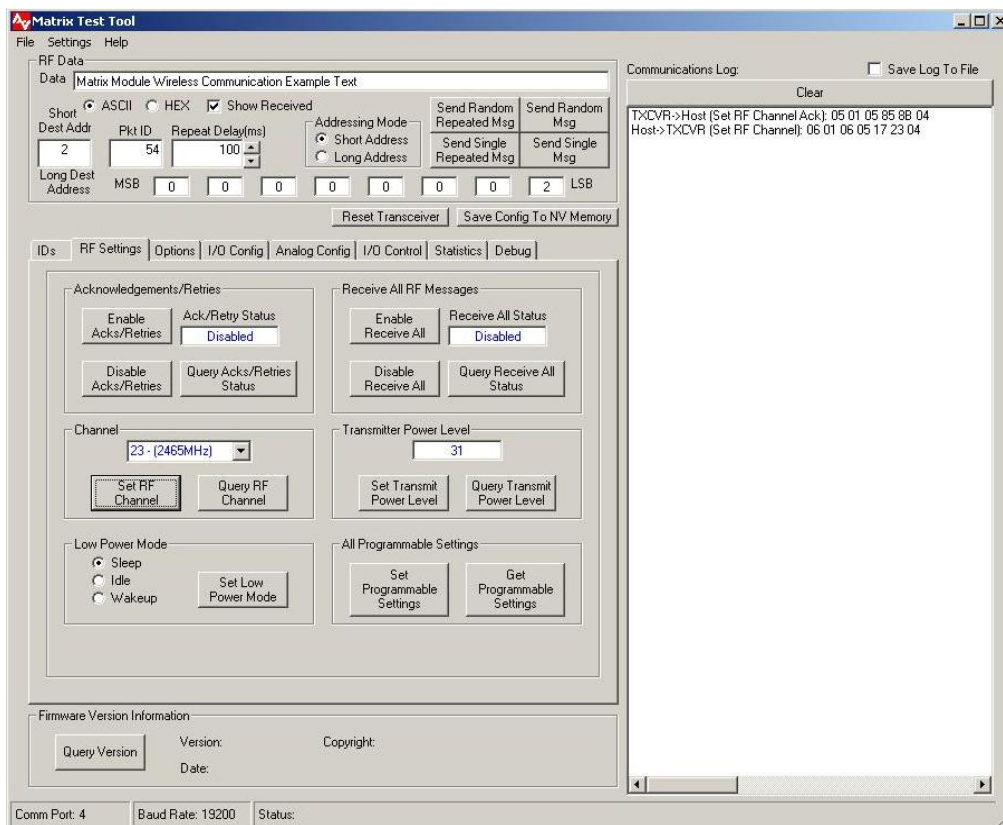 Matrix Test Tool
File Settings Help
RF Data
Data Matrix Module Wireless Communication Example Text
ASCII HEX Show Received
Short Dest Addr
2
Pkt ID
54
Repeat Delay(ms)
100
Addressing Mode
Short Address
Long Address
Send Random Repeated Msg
Send Random Msg
Send Single Repeated Msg
Send Single Msg
Long Dest Address
MSB 0 0 0 0 0 0 0 2 LSB
Reset Transceiver
Save Config To NV Memory
IDs RF Settings Options I/O Config Analog Config I/O Control Statistics Debug
Acknowledgements/Retries
Enable Acks/Retries
Ack/Retry Status
Disabled
Disable Acks/Retries
Query Acks/Retries Status
Receive All RF Messages
Enable Receive All
Receive All Status
Disabled
Disable Receive All
Query Receive All Status
Channel
23 - (2465MHz)
Set RF Channel
Query RF Channel
Transmitter Power Level
31
Set Transmit Power Level
Query Transmit Power Level
Low Power Mode
Sleep
Idle
Wakeup
Set Low Power Mode
All Programmable Settings
Set Programmable Settings
Get Programmable Settings
Firmware Version Information
Query Version
Version:
Copyright:
Date:
Comm Port: 4
Baud Rate: 19200
Status:
Communications Log:
Save Log To File
Clear
TXCVR->Host (Set RF Channel Ack): 05 01 05 85 8B 04
Host->TXCVR (Set RF Channel): 06 01 06 05 17 23 04